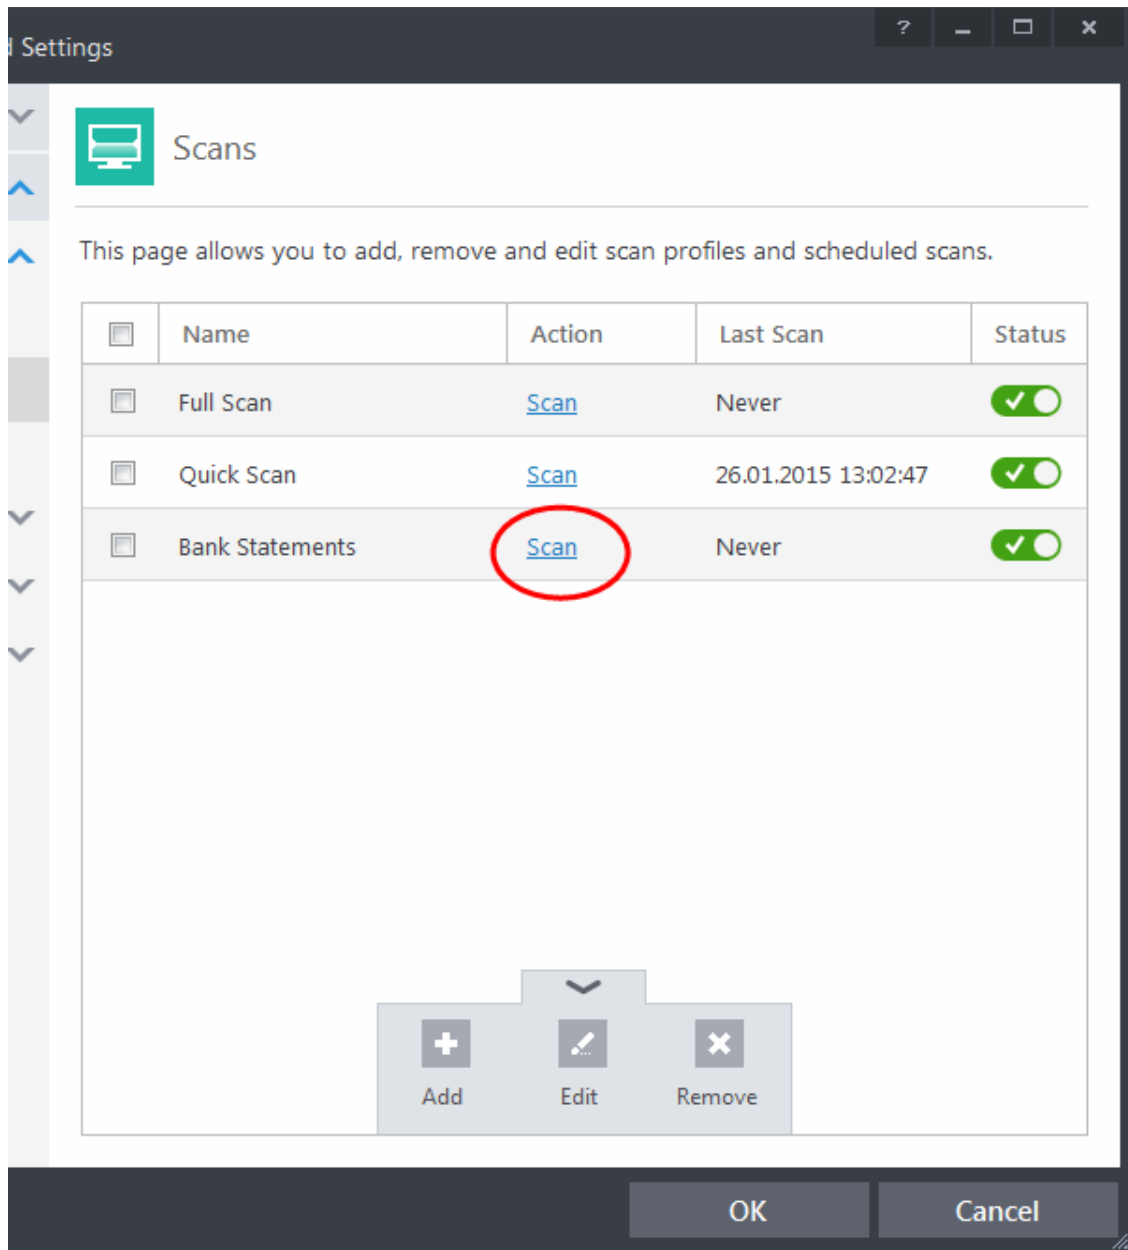 Settings
Scans
This page allows you to add, remove and edit scan profiles and scheduled scans.
Name Action Last Scan Status
Full Scan Scan Never
Quick Scan Scan 26.01.2015 13:02:47
Bank Statements Scan Never
Add Edit Remove
OK Cancel